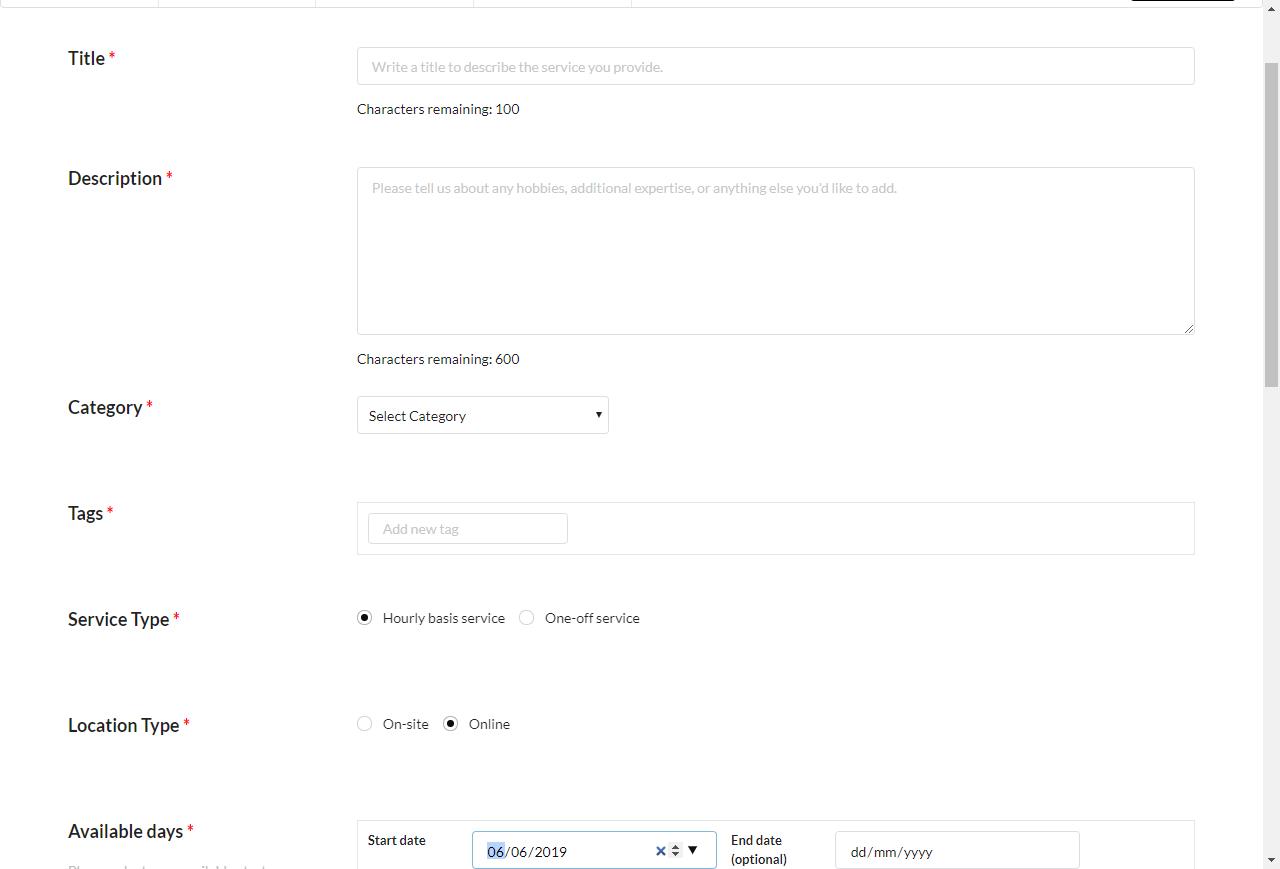 Title *
Write a title to describe the service you provide.
Characters remaining: 100
Description *
Please tell us about any hobbies, additional expertise, or anything else you'd like to add.
Characters remaining: 600
Category *
Select Category
Tags *
Add new tag
Service Type *
Hourly basis service One-off service
Location Type *
On-site Online
Available days *
Start date 06/06/2019 End date
(optional) dd/mm/yyyy